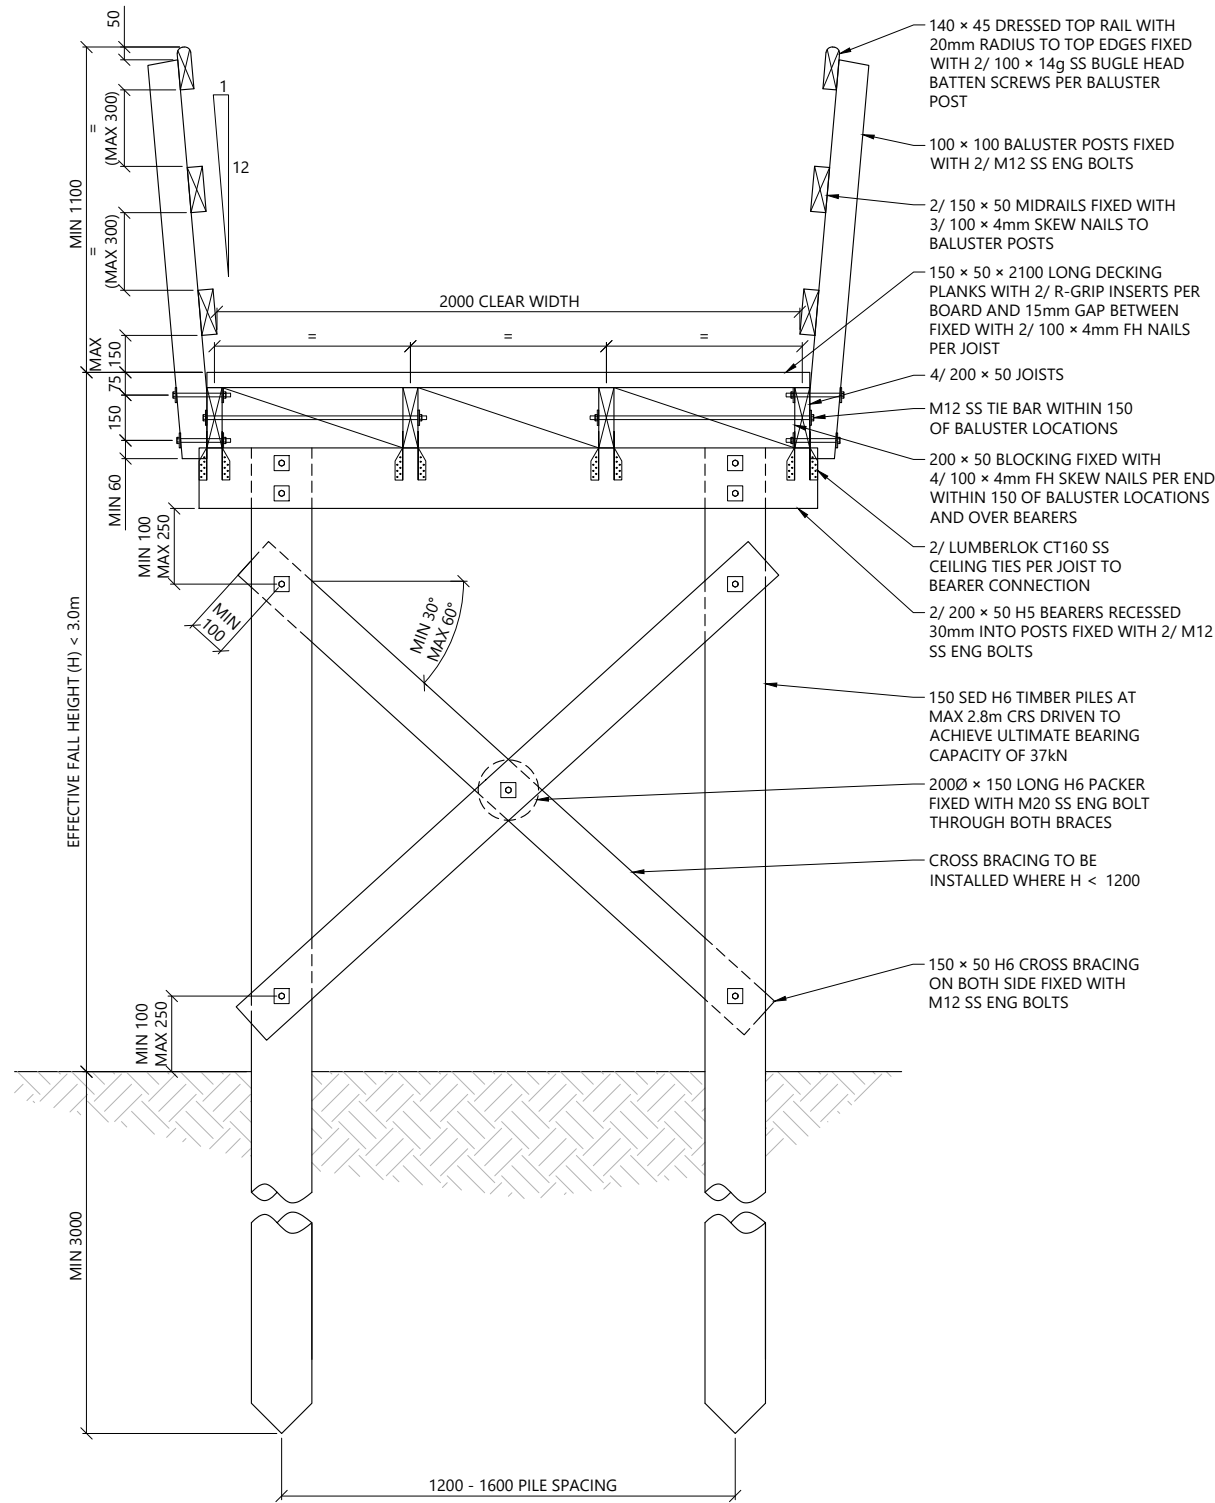 50
140 × 45 DRESSED TOP RAIL WITH
20mm RADIUS TO TOP EDGES FIXED
WITH 2/ 100 × 14g SS BUGLE HEAD
BATTEN SCREWS PER BALUSTER
POST
=
(MAX 300)
1
12
100 × 100 BALUSTER POSTS FIXED
WITH 2/ M12 SS ENG BOLTS
MIN 1100
=
(MAX 300)
2/ 150 × 50 MIDRAILS FIXED WITH
3/ 100 × 4mm SKEW NAILS TO
BALUSTER POSTS
2000 CLEAR WIDTH
150 × 50 × 2100 LONG DECKING
PLANKS WITH 2/ R-GRIP INSERTS PER
BOARD AND 15mm GAP BETWEEN
FIXED WITH 2/ 100 × 4mm FH NAILS
PER JOIST
=
=
=
MAX
150
75
150
4/ 200 × 50 JOISTS
M12 SS TIE BAR WITHIN 150
OF BALUSTER LOCATIONS
200 × 50 BLOCKING FIXED WITH
4/ 100 × 4mm FH SKEW NAILS PER END
WITHIN 150 OF BALUSTER LOCATIONS
AND OVER BEARERS
MIN 60
MIN 100
MAX 250
2/ LUMBERLOK CT160 SS
CEILING TIES PER JOIST TO
BEARER CONNECTION
MIN
100
MIN 30°
MAX 60°
2/ 200 × 50 H5 BEARERS RECESSED
30mm INTO POSTS FIXED WITH 2/ M12
SS ENG BOLTS
EFFECTIVE FALL HEIGHT (H) < 3.0m
150 SED H6 TIMBER PILES AT
MAX 2.8m CRS DRIVEN TO
ACHIEVE ULTIMATE BEARING
CAPACITY OF 37kN
200Ø × 150 LONG H6 PACKER
FIXED WITH M20 SS ENG BOLT
THROUGH BOTH BRACES
CROSS BRACING TO BE
INSTALLED WHERE H < 1200
150 × 50 H6 CROSS BRACING
ON BOTH SIDE FIXED WITH
M12 SS ENG BOLTS
MIN 100
MAX 250
MIN 3000
1200 - 1600 PILE SPACING